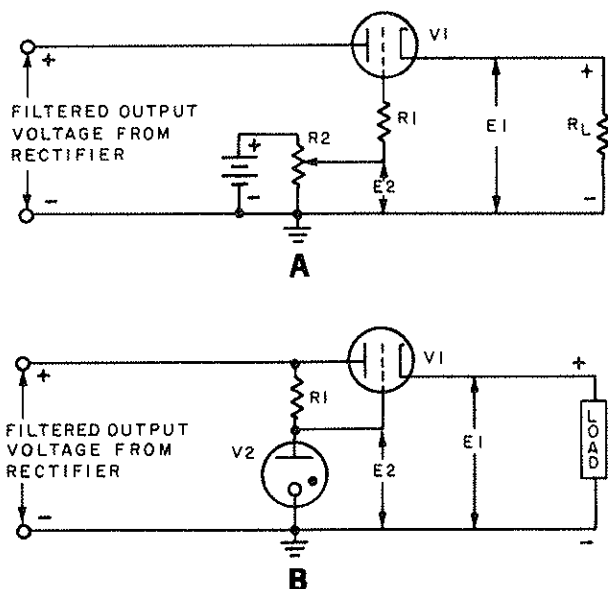 V1
+
FILTERED OUTPUT
VOLTAGE FROM
RECTIFIER
R1
+
R2
+
E1
RL
-
E2
-
-
A
V1
+
+
R1
FILTERED OUTPUT
VOLTAGE FROM
RECTIFIER
V2
E2
E1
LOAD
-
-
B